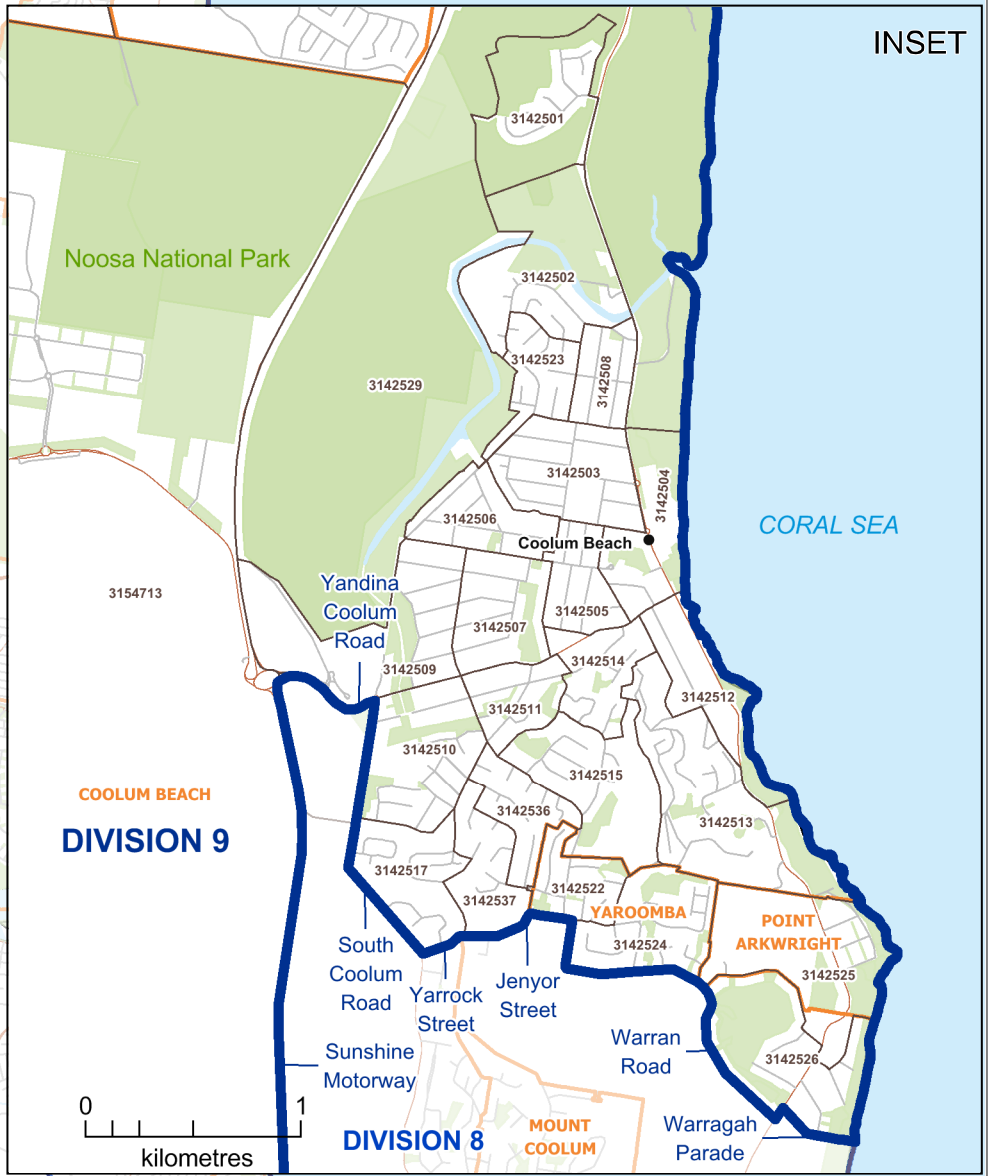 INSET
3142501
Noosa National Park
3142502
3142523
3142508
3142529
3142503
3142504
3142506
CORAL SEA
Coolum Beach
3154713
Yandina
Coolum
Road
3142505
3142507
3142514
3142509
3142512
3142511
3142510
3142515
COOLUM BEACH
DIVISION 9
3142536
3142513
3142517
3142537
3142522
YAROOMBA
POINT
ARKWRIGHT
3142524
3142525
South
Coolum
Road
Yarrock
Street
Jenyor
Street
Warran
Road
3142526
Sunshine
Motorway
0 1
kilometres
DIVISION 8
MOUNT
COOLUM
Warragah
Parade